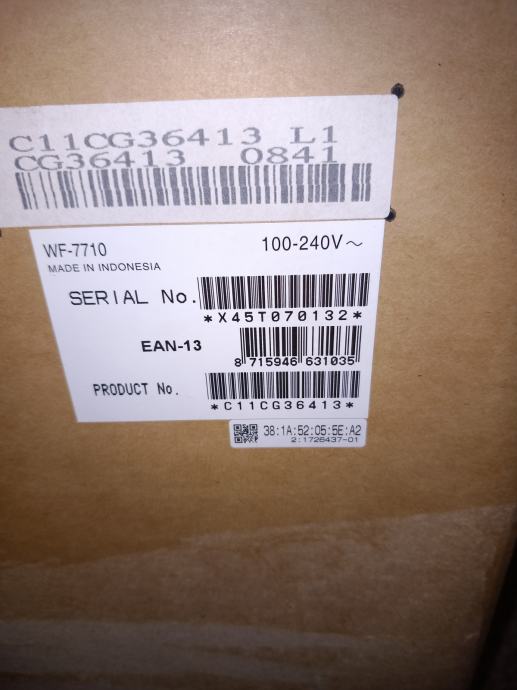 C11CG36413 L1
CG36413 0841
WF-7710 100-240V～
MADE IN INDONESIA
SERIAL No.
*X45T070132*
EAN-13
8 715946 631035
PRODUCT No.
*C11CG36413*
38:1A:52:05:5E:A2
2:1726437-01